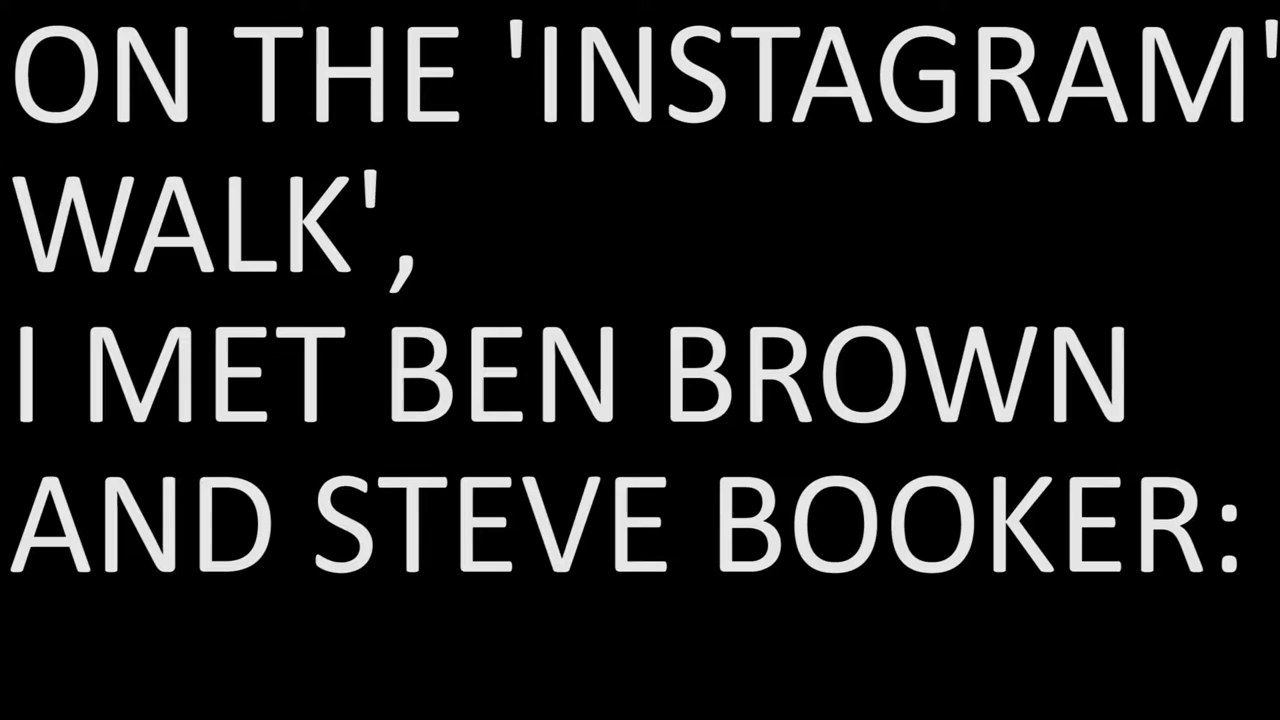 ON THE 'INSTAGRAM'
WALK',
I MET BEN BROWN
AND STEVE BOOKER: